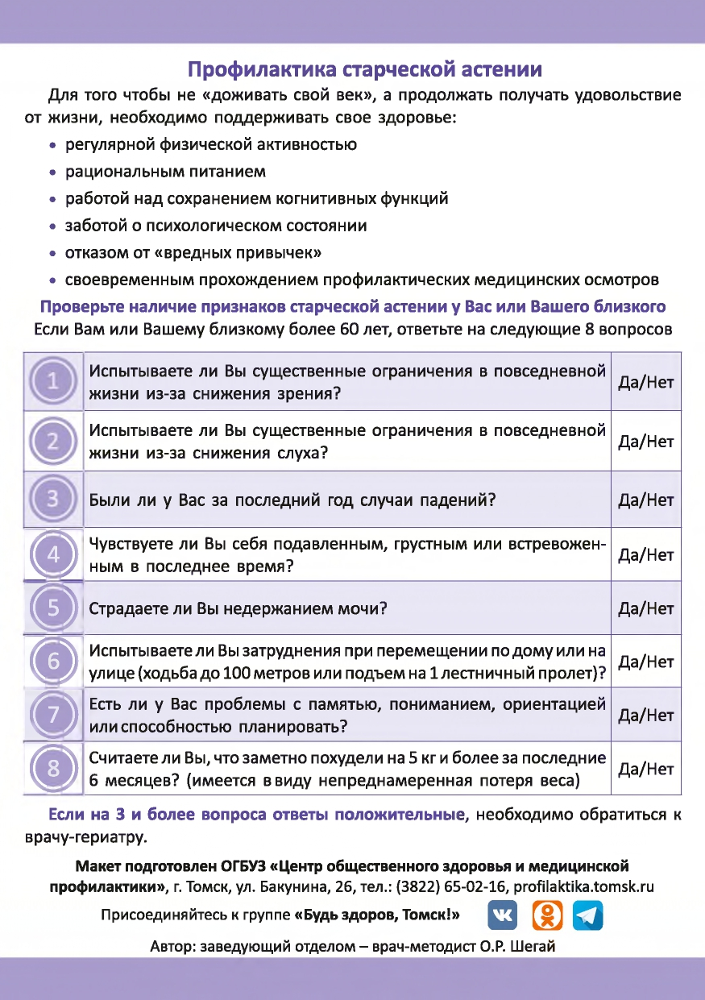 Профилактика старческой астении
Для того чтобы не «доживать свой век», а продолжать получать удовольствие
от жизни, необходимо поддерживать свое здоровье:
• регулярной физической активностью
• рациональным питанием
• работой над сохранением когнитивных функций
• заботой о психологическом состоянии
• отказом от «вредных привычек»
• своевременным прохождением профилактических медицинских осмотров
Проверьте наличие признаков старческой астении у Вас или Вашего близкого
Если Вам или Вашему близкому более 60 лет, ответьте на следующие 8 вопросов
1
Испытываете ли Вы существенные ограничения в повседневной
жизни из-за снижения зрения?
Да/Нет
2
Испытываете ли Вы существенные ограничения в повседневной
жизни из-за снижения слуха?
Да/Нет
3
Были ли у Вас за последний год случаи падений?
Да/Нет
4
Чувствуете ли Вы себя подавленным, грустным или встревожен-
ным в последнее время?
Да/Нет
5
Страдаете ли Вы недержанием мочи?
Да/Нет
6
Испытываете ли Вы затруднения при перемещении по дому или на
улице (ходьба до 100 метров или подъем на 1 лестничный пролет)?
Да/Нет
7
Есть ли у Вас проблемы с памятью, пониманием, ориентацией
или способностью планировать?
Да/Нет
8
Считаете ли Вы, что заметно похудели на 5 кг и более за последние
6 месяцев? (имеется в виду непреднамеренная потеря веса)
Да/Нет
Если на 3 и более вопроса ответы положительные, необходимо обратиться к
врачу-гериатру.
Макет подготовлен ОГБУЗ «Центр общественного здоровья и медицинской
профилактики», г. Томск, ул. Бакунина, 26, тел.: (3822) 65-02-16, profilaktika.tomsk.ru
Присоединяйтесь к группе «Будь здоров, Томск!»
Автор: заведующий отделом – врач-методист О.Р. Шегай